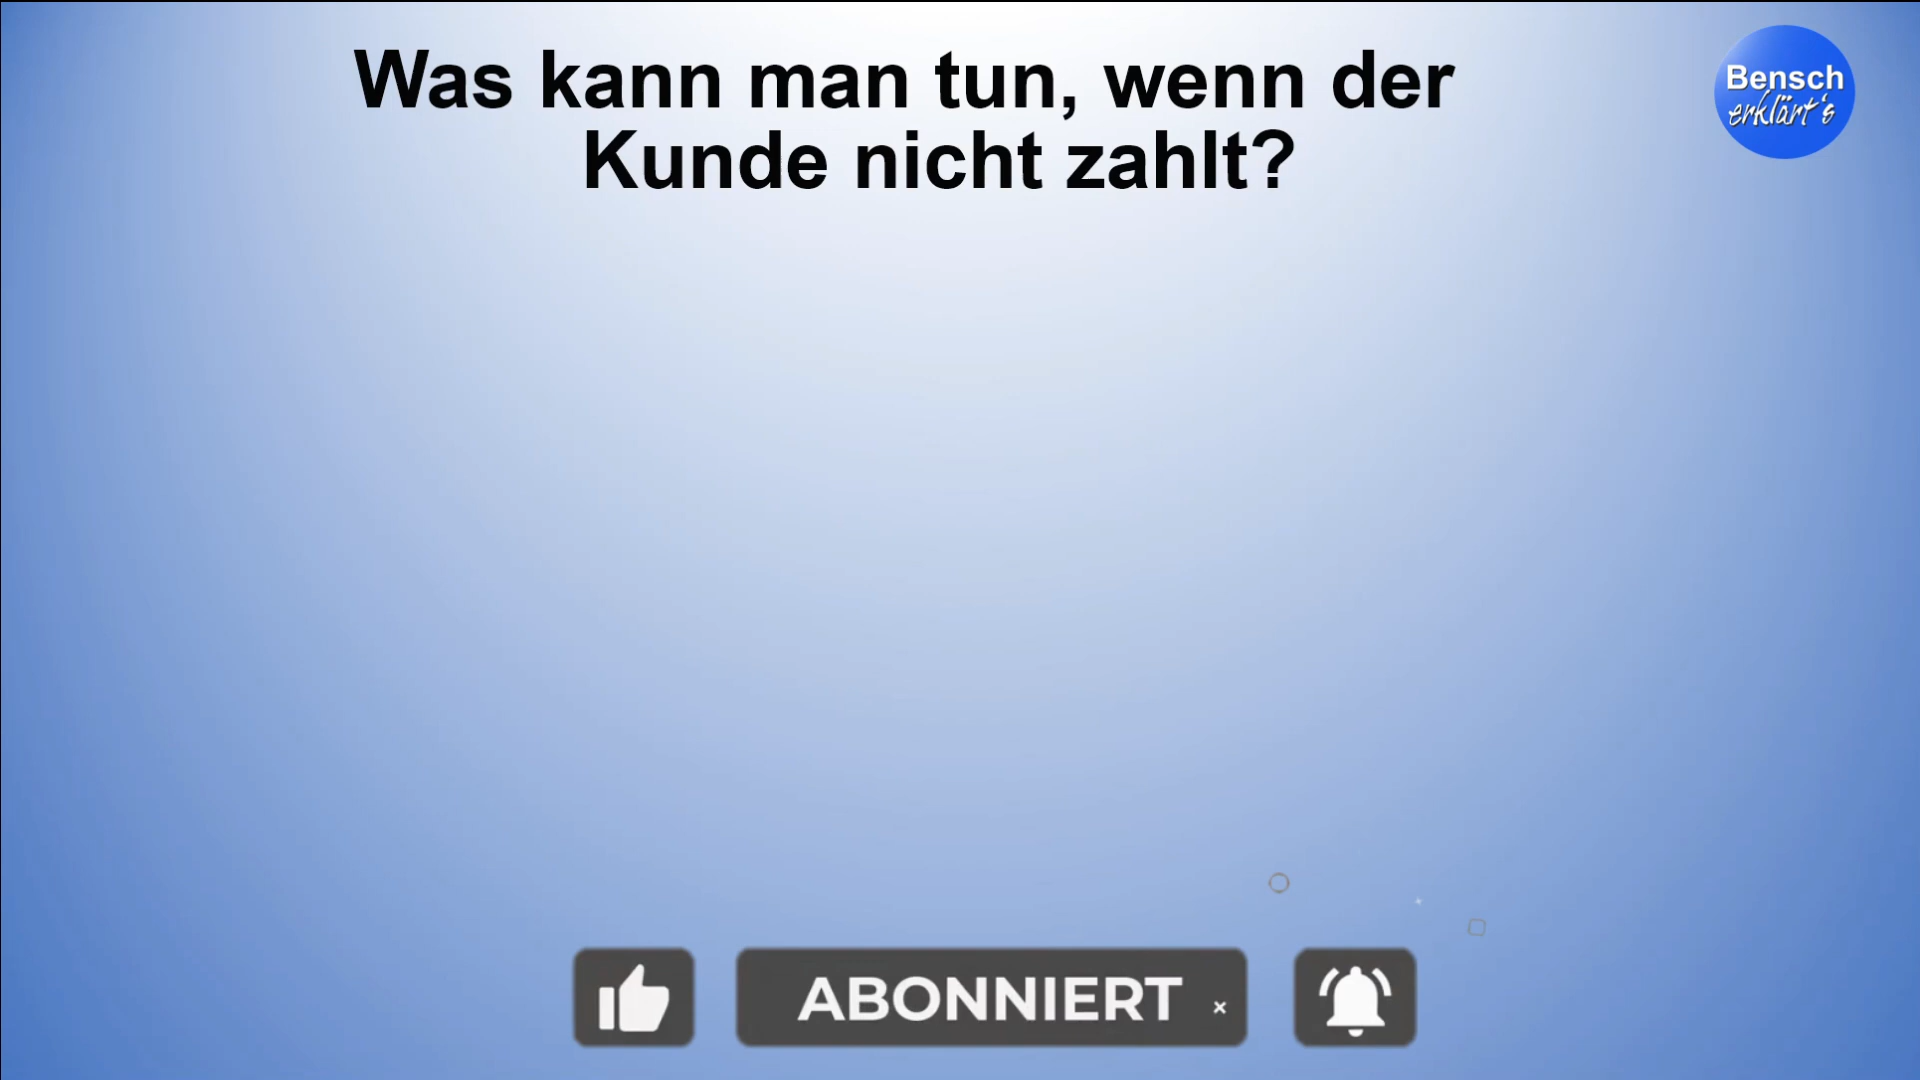 Was kann man tun, wenn der
Kunde nicht zahlt?
Bensch
erklärt's
ABONNIERT